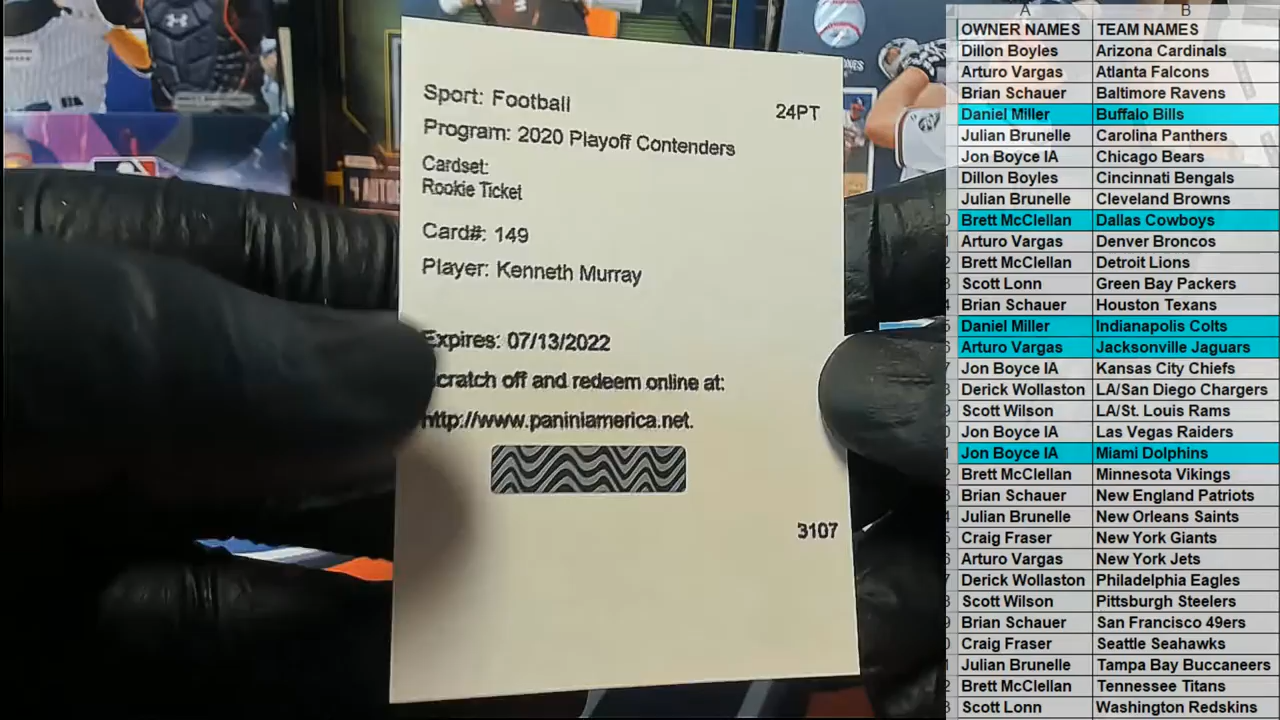 Sport: Football
24PT
Program: 2020 Playoff Contenders
Cardset:
Rookie Ticket
Card#: 149
Player: Kenneth Murray
Expires: 07/13/2022
Scratch off and redeem online at:
http://www.paniniamerica.net.
3107
A B
OWNER NAMES TEAM NAMES
Dillon Boyles Arizona Cardinals
Arturo Vargas Atlanta Falcons
Brian Schauer Baltimore Ravens
Daniel Miller Buffalo Bills
Julian Brunelle Carolina Panthers
Jon Boyce IA Chicago Bears
Dillon Boyles Cincinnati Bengals
Julian Brunelle Cleveland Browns
Brett McClellan Dallas Cowboys
Arturo Vargas Denver Broncos
Brett McClellan Detroit Lions
Scott Lonn Green Bay Packers
Brian Schauer Houston Texans
Daniel Miller Indianapolis Colts
Arturo Vargas Jacksonville Jaguars
Jon Boyce IA Kansas City Chiefs
Derick Wollaston LA/San Diego Chargers
Scott Wilson LA/St. Louis Rams
Jon Boyce IA Las Vegas Raiders
Jon Boyce IA Miami Dolphins
Brett McClellan Minnesota Vikings
Brian Schauer New England Patriots
Julian Brunelle New Orleans Saints
Craig Fraser New York Giants
Arturo Vargas New York Jets
Derick Wollaston Philadelphia Eagles
Scott Wilson Pittsburgh Steelers
Brian Schauer San Francisco 49ers
Craig Fraser Seattle Seahawks
Julian Brunelle Tampa Bay Buccaneers
Brett McClellan Tennessee Titans
Scott Lonn Washington Redskins